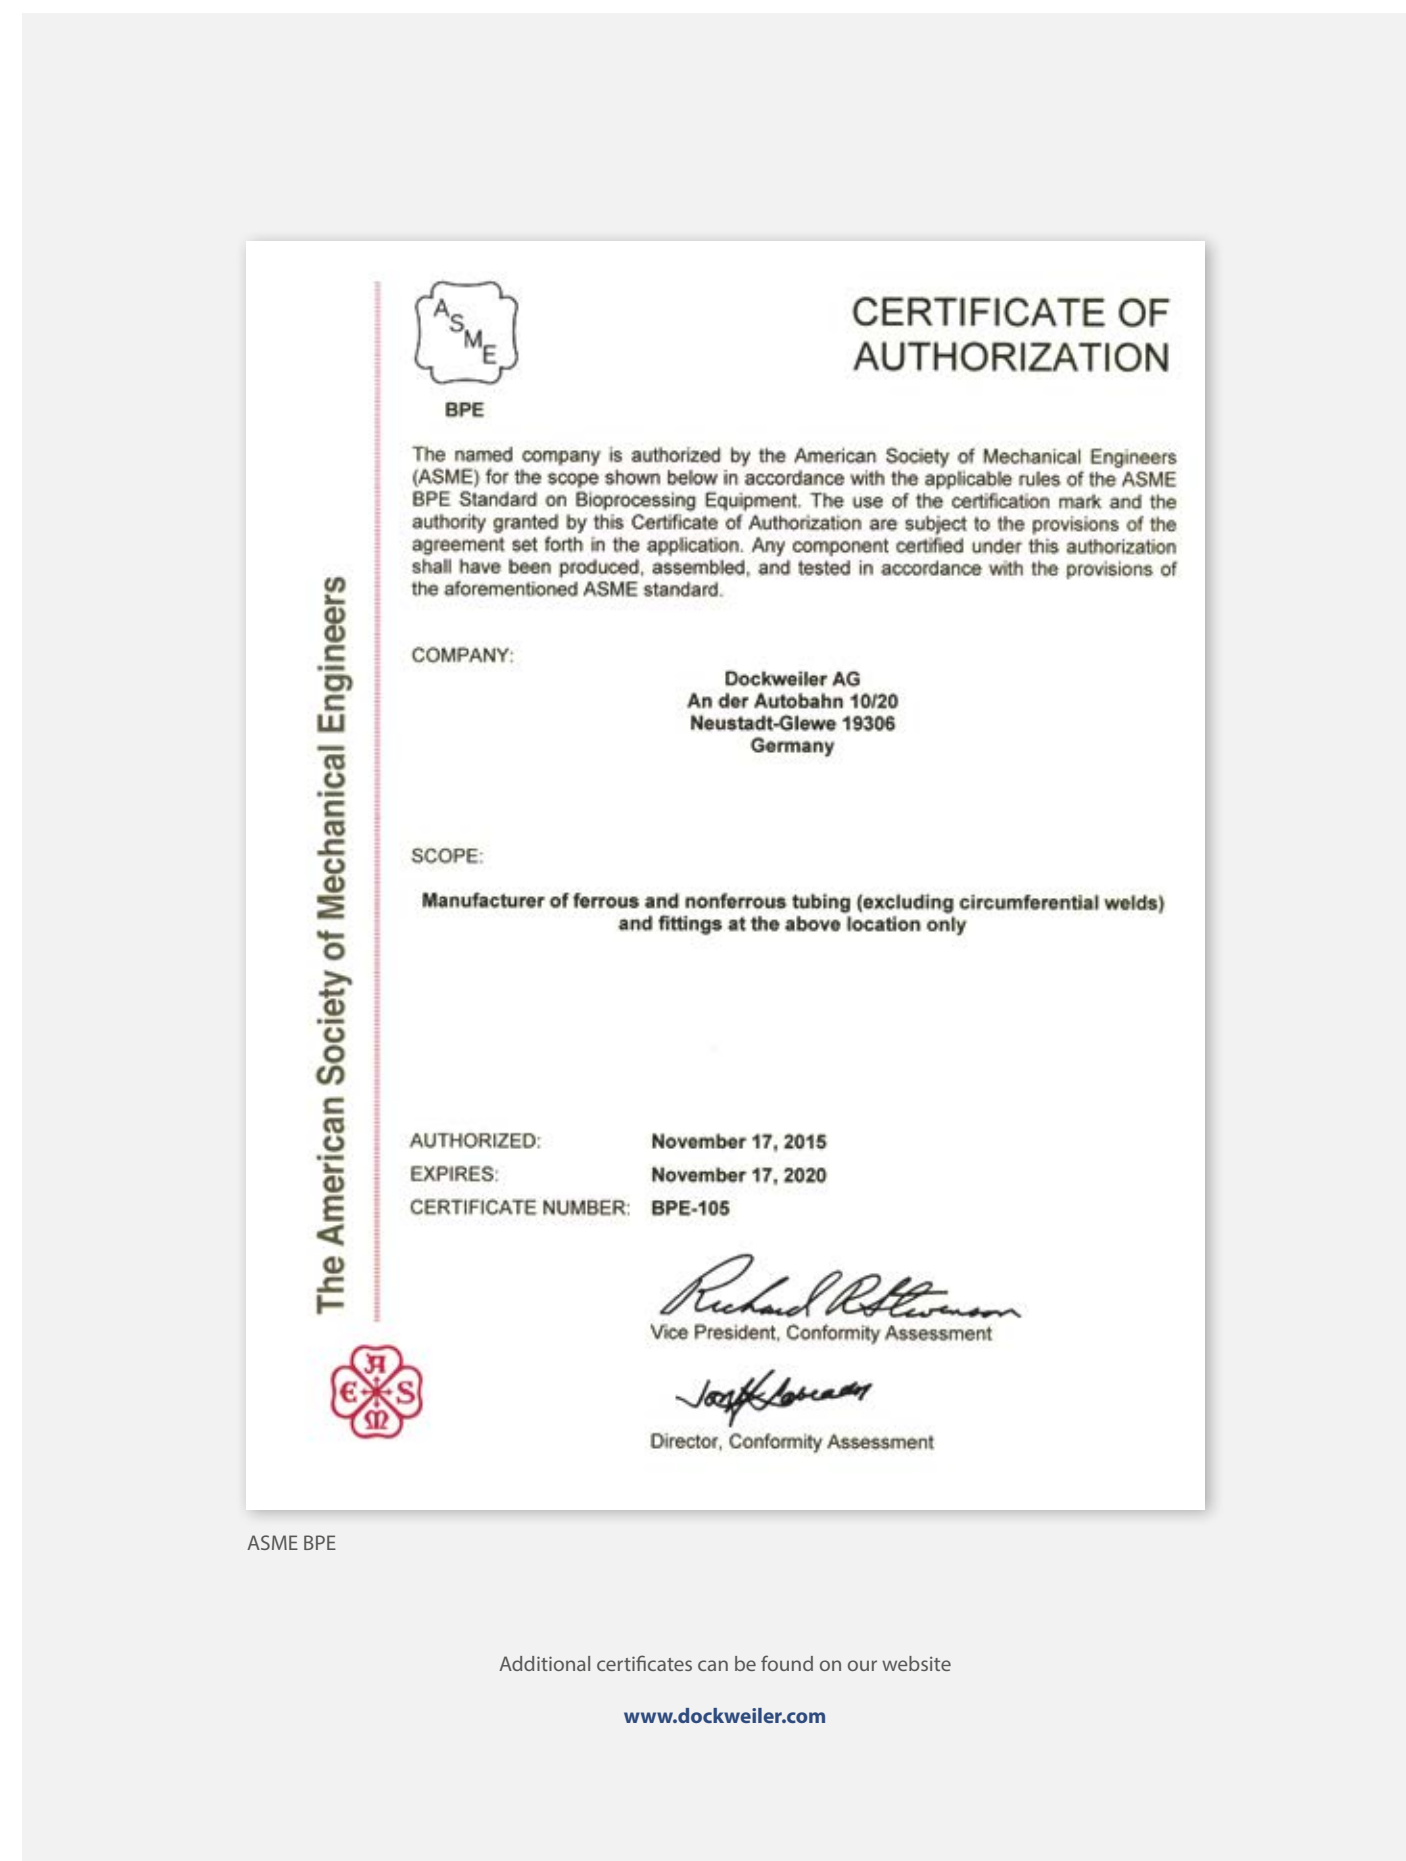 ASME
BPE
CERTIFICATE OF
AUTHORIZATION
The named company is authorized by the American Society of Mechanical Engineers
(ASME) for the scope shown below in accordance with the applicable rules of the ASME
BPE Standard on Bioprocessing Equipment. The use of the certification mark and the
authority granted by this Certificate of Authorization are subject to the provisions of the
agreement set forth in the application. Any component certified under this authorization
shall have been produced, assembled, and tested in accordance with the provisions of
the aforementioned ASME standard.
COMPANY:
Dockweiler AG
An der Autobahn 10/20
Neustadt-Glewe 19306
Germany
SCOPE:
Manufacturer of ferrous and nonferrous tubing (excluding circumferential welds)
and fittings at the above location only
AUTHORIZED: November 17, 2015
EXPIRES: November 17, 2020
CERTIFICATE NUMBER: BPE-105
Richard R Stevenson
Vice President, Conformity Assessment
Director, Conformity Assessment
The American Society of Mechanical Engineers
ASME
ASME BPE
Additional certificates can be found on our website
www.dockweiler.com